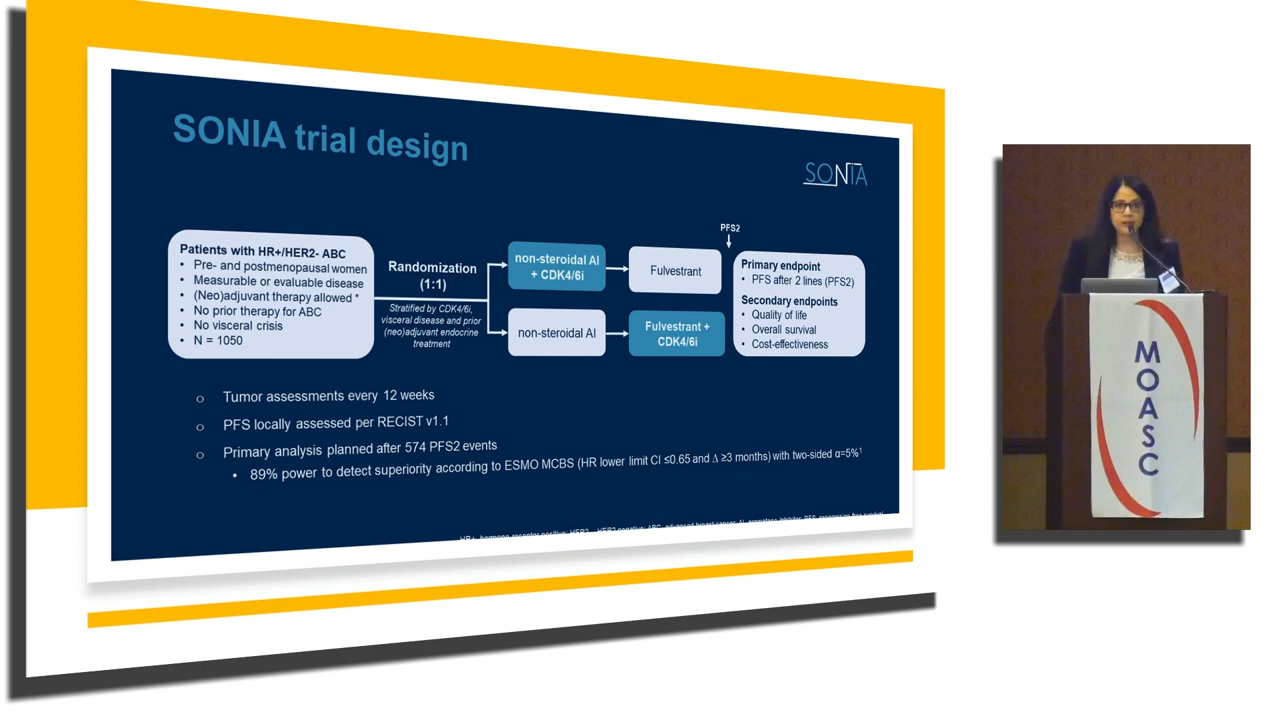 SONIA trial design
SONIA
PFS2
Patients with HR+/HER2- ABC
• Pre- and postmenopausal women
• Measurable or evaluable disease
• (Neo)adjuvant therapy allowed *
• No prior therapy for ABC
• No visceral crisis
• N = 1050
Randomization
(1:1)
Stratified by CDK4/6i,
visceral disease and prior
(neo)adjuvant endocrine
treatment
non-steroidal AI
+ CDK4/6i
Fulvestrant
non-steroidal AI
Fulvestrant +
CDK4/6i
Primary endpoint
• PFS after 2 lines (PFS2)
Secondary endpoints
• Quality of life
• Overall survival
• Cost-effectiveness
o Tumor assessments every 12 weeks
o PFS locally assessed per RECIST v1.1
o Primary analysis planned after 574 PFS2 events
• 89% power to detect superiority according to ESMO MCBS (HR lower limit CI ≤0.65 and Δ ≥3 months) with two-sided α=5%¹
MOASC